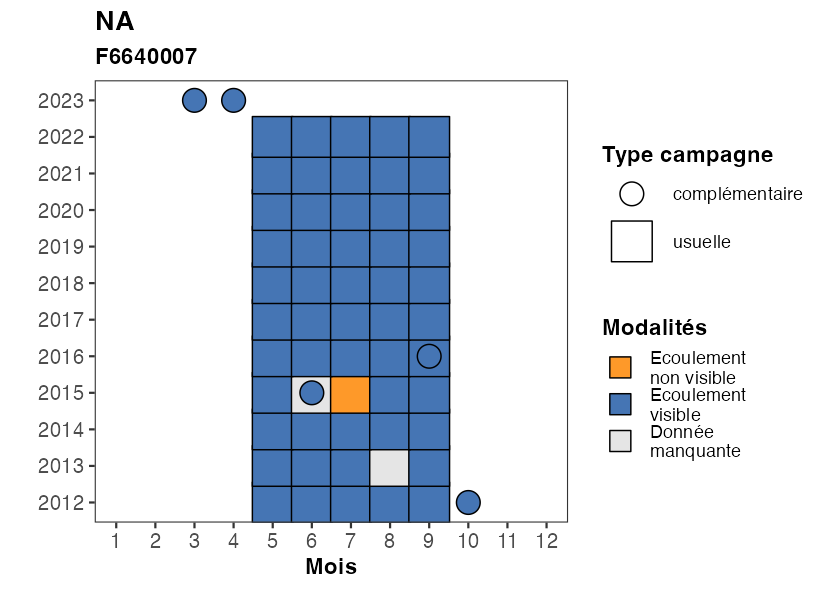 NA
F6640007
2023
2022
2021
2020
2019
2018
2017
2016
2015
2014
2013
2012
1 2 3 4 5 6 7 8 9 10 11 12
Mois
Type campagne
complémentaire
usuelle
Modalités
Ecoulement
non visible
Ecoulement
visible
Donnée
manquante